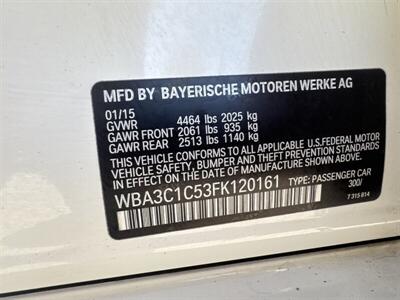 MFD BY BAYERISCHE MOTOREN WERKE AG
01/15
GVWR 4464 lbs 2025 kg
GAWR FRONT 2061 lbs 935 kg
GAWR REAR 2513 lbs 1140 kg
THIS VEHICLE CONFORMS TO ALL APPLICABLE U.S.FEDERAL MOTOR
VEHICLE SAFETY, BUMPER, AND THEFT PREVENTION STANDARDS
IN EFFECT ON THE DATE OF MANUFACTURE SHOWN ABOVE.
WBA3C1C53FK120161 TYPE: PASSENGER CAR
300/
7 315 814